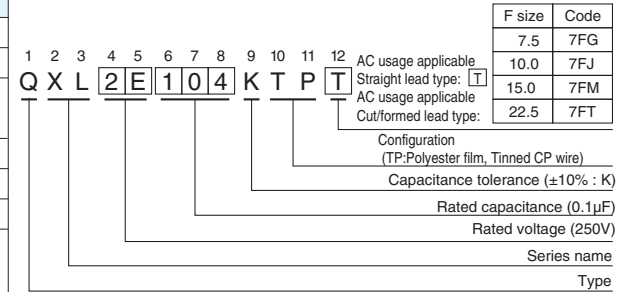 F size Code
7.5 7FG
10.0 7FJ
15.0 7FM
22.5 7FT
1 2 3 4 5 6 7 8 9 10 11 12
Q X L 2 E 1 0 4 K T P T
AC usage applicable
Straight lead type: T
AC usage applicable
Cut/formed lead type:
Configuration
(TP:Polyester film, Tinned CP wire)
Capacitance tolerance (±10% : K)
Rated capacitance (0.1μF)
Rated voltage (250V)
Series name
Type